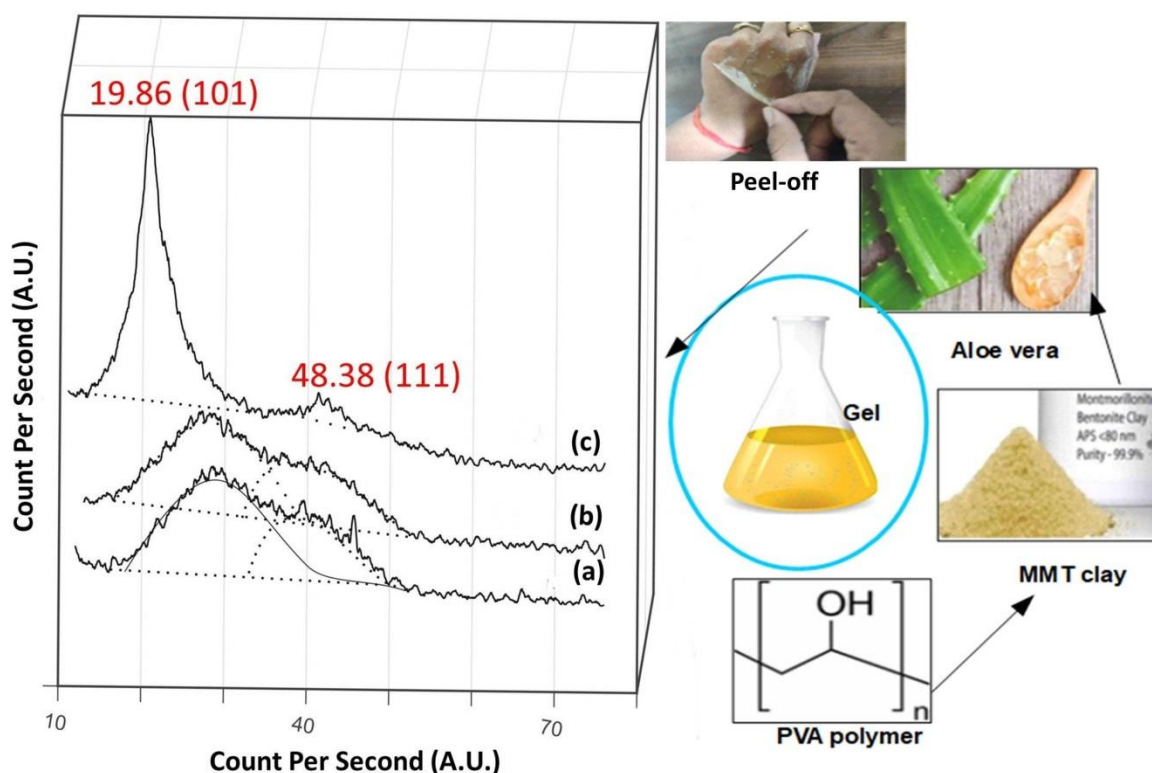 19.86 (101)
48.38 (111)
(c)
(b)
(a)
Count Per Second (A.U.)
10
40
70
Count Per Second (A.U.)
Peel-off
Aloe vera
Gel
Montmorillonit
Bentonite Clay
APS <80 nm
Purity - 99.9%
MMT clay
OH
n
PVA polymer